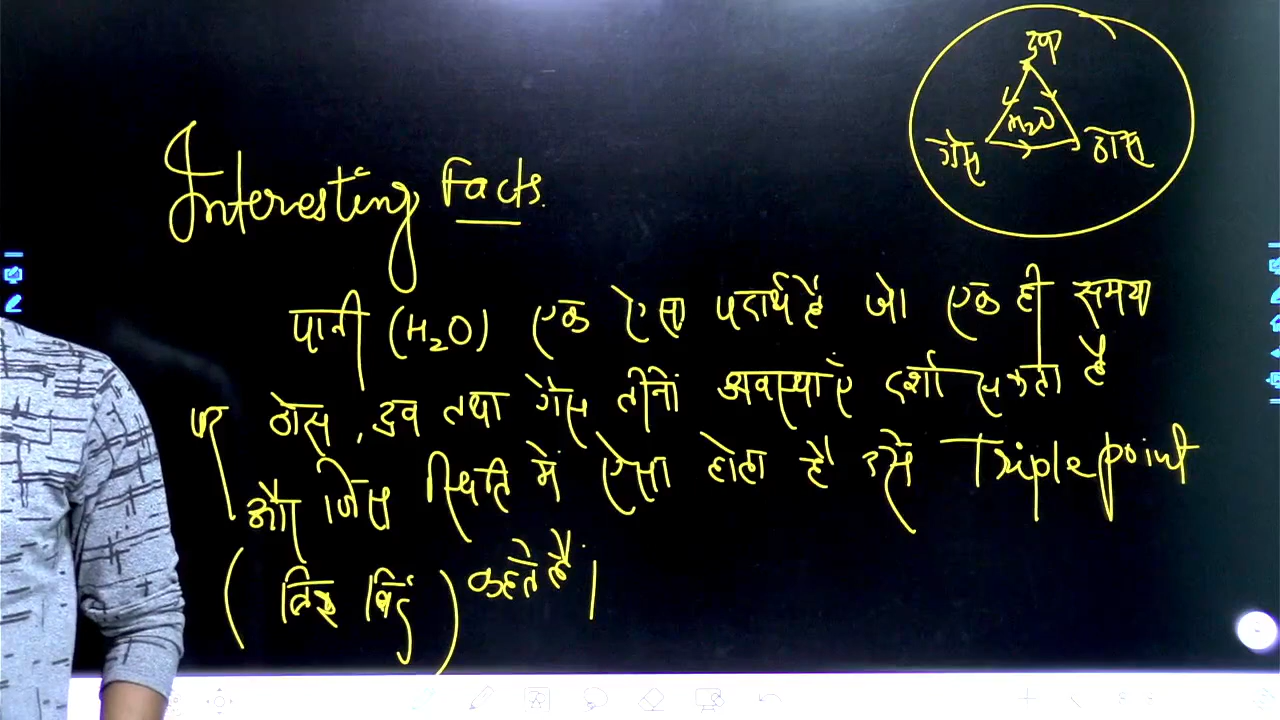 द्रव
H₂O
गैस ठोस
Interesting Facts.
पानी (H₂O) एक ऐसा पदार्थ है जो एक ही समय
पर ठोस, द्रव तथा गैस तीनों अवस्थाएं दर्शा सकता है
और जिस स्थिति में ऐसा होता है उसे Triple point
(त्रिक बिंदु) कहते है।